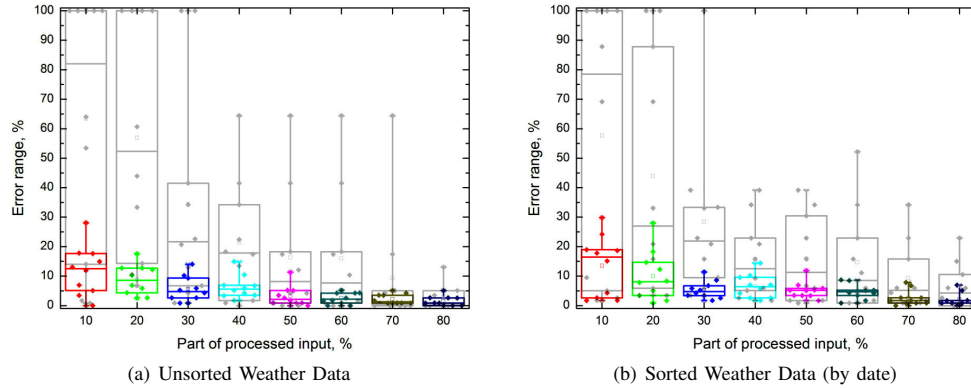 100
90
80
70
60
50
40
30
20
10
0
Error range, %
10 20 30 40 50 60 70 80
Part of processed input, %
(a) Unsorted Weather Data
100
90
80
70
60
50
40
30
20
10
0
Error range, %
10 20 30 40 50 60 70 80
Part of processed input, %
(b) Sorted Weather Data (by date)